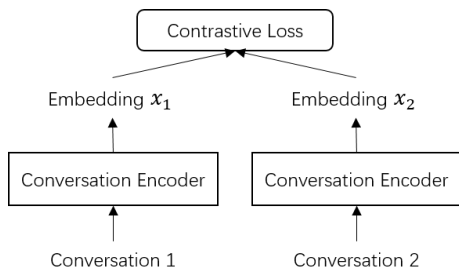 Contrastive Loss
Embedding x₁ Embedding x₂
Conversation Encoder Conversation Encoder
Conversation 1 Conversation 2